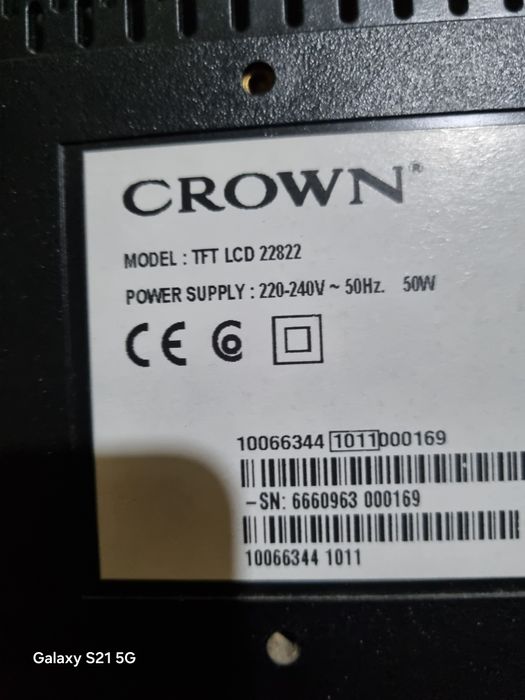 CROWN®
MODEL : TFT LCD 22822
POWER SUPPLY : 220-240V ~ 50Hz. 50W
CE
10066344 1011000169
-SN: 6660963 000169
10066344 1011
Galaxy S21 5G